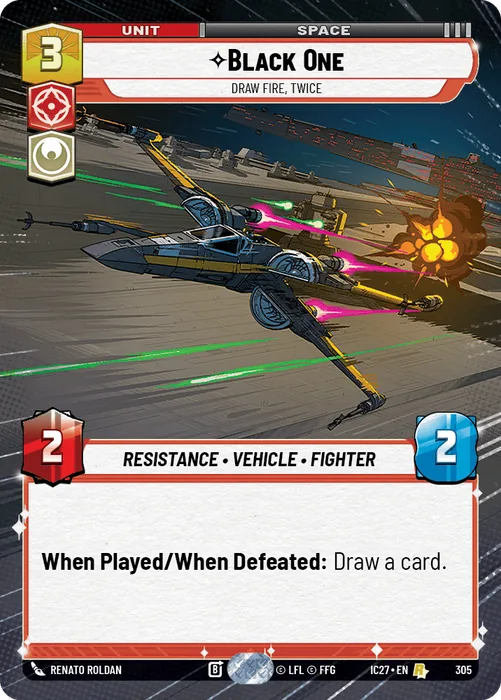 UNIT
SPACE
3
✧BLACK ONE
DRAW FIRE, TWICE
2
2
RESISTANCE • VEHICLE • FIGHTER
When Played/When Defeated: Draw a card.
RENATO ROLDAN
B
© LFL © FFG
IC27 • EN
R
305